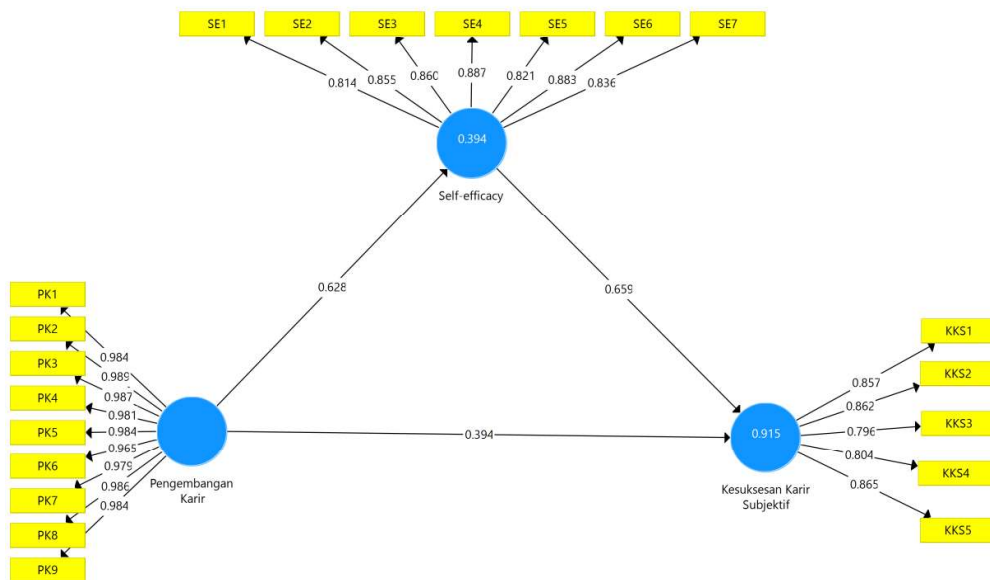 SE1 SE2 SE3 SE4 SE5 SE6 SE7
0.814 0.855 0.860 0.887 0.821 0.883 0.836
0.394
Self-efficacy
0.628
0.659
PK1
PK2
PK3
PK4
PK5
PK6
PK7
PK8
PK9
0.984
0.989
0.987
0.981
0.984
0.965
0.979
0.986
0.984
Pengembangan
Karir
0.394
0.915
Kesuksesan Karir
Subjektif
0.857
0.862
0.796
0.804
0.865
KKS1
KKS2
KKS3
KKS4
KKS5